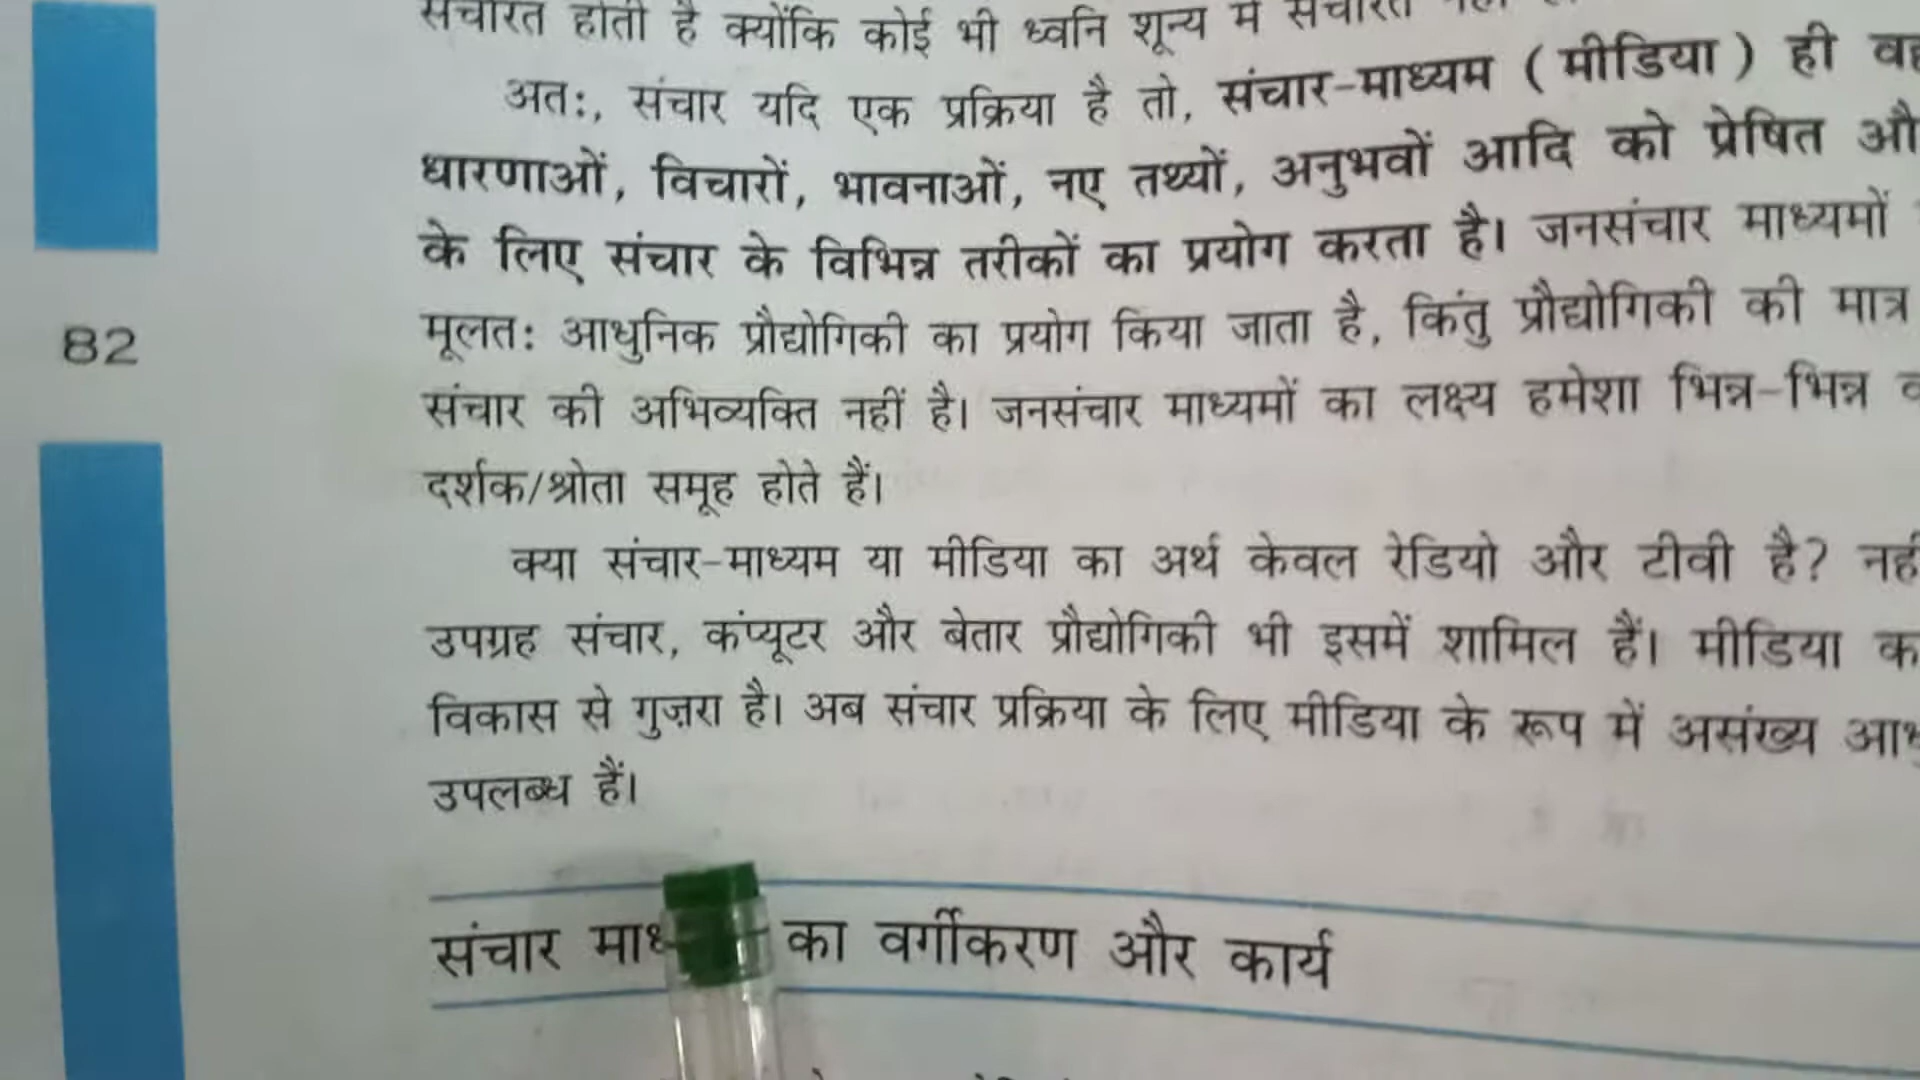 संचारित होती है क्योंकि कोई भी ध्वनि शून्य में संचारित
अतः, संचार यदि एक प्रक्रिया है तो, संचार-माध्यम (मीडिया) ही
धारणाओं, विचारों, भावनाओं, नए तथ्यों, अनुभवों आदि को प्रेषित
के लिए संचार के विभिन्न तरीकों का प्रयोग करता है। जनसंचार माध्यमों
मूलतः आधुनिक प्रौद्योगिकी का प्रयोग किया जाता है, किंतु प्रौद्योगिकी की मात्र
82
संचार की अभिव्यक्ति नहीं है। जनसंचार माध्यमों का लक्ष्य हमेशा भिन्न-भिन्न
दर्शक/श्रोता समूह होते हैं।
क्या संचार-माध्यम या मीडिया का अर्थ केवल रेडियो और टीवी है?
उपग्रह संचार, कंप्यूटर और बेतार प्रौद्योगिकी भी इसमें शामिल हैं। मीडिया
विकास से गुज़रा है। अब संचार प्रक्रिया के लिए मीडिया के रूप में असंख्य
उपलब्ध हैं।
संचार का वर्गीकरण और कार्य